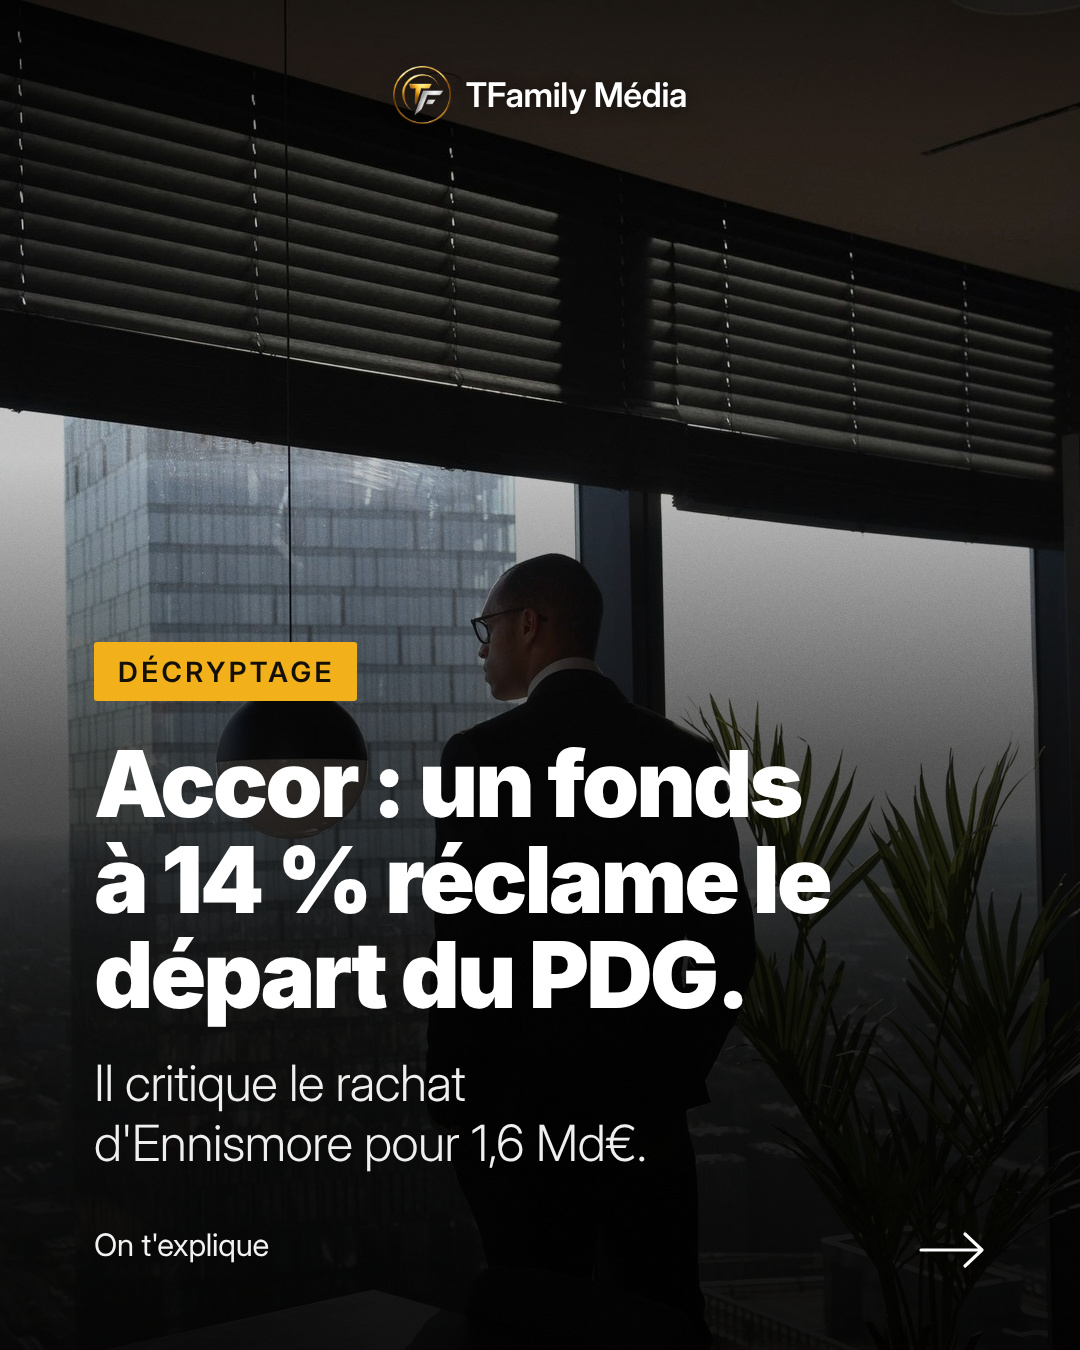 TF TFamily Média
DÉCRYPTAGE
Accor : un fonds
à 14 % réclame le
départ du PDG.
Il critique le rachat
d'Ennismore pour 1,6 Md€.
On t'explique